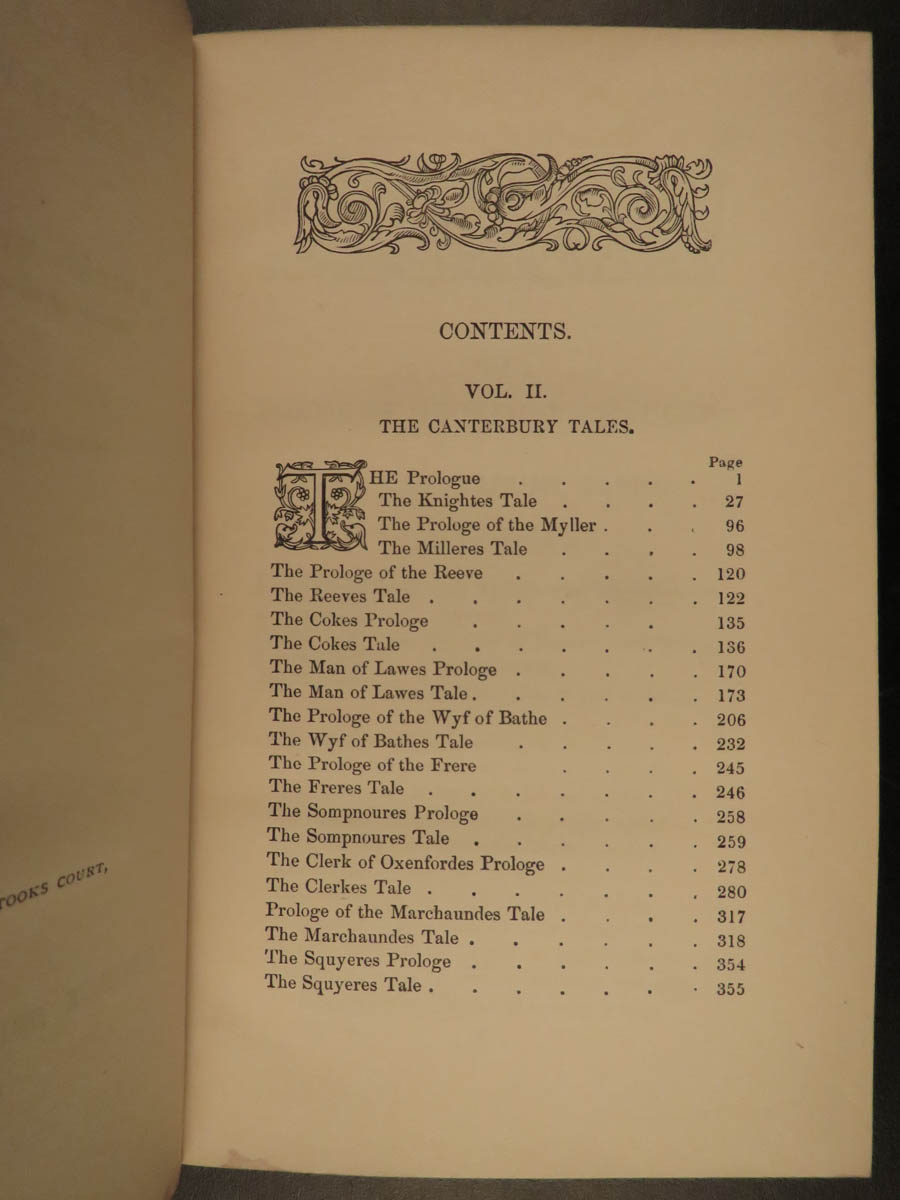 TOOKS COURT,
CONTENTS.
VOL. II.
THE CANTERBURY TALES.
Page
THE Prologue . . . . . 1
The Knightes Tale . . . . 27
The Prologe of the Myller . . . 96
The Milleres Tale . . . . 98
The Prologe of the Reeve . . . . . 120
The Reeves Tale . . . . . . . 122
The Cokes Prologe . . . . . 135
The Cokes Tale . . . . . . . 136
The Man of Lawes Prologe . . . . . 170
The Man of Lawes Tale . . . . . . 173
The Prologe of the Wyf of Bathe . . . . 206
The Wyf of Bathes Tale . . . . . 232
The Prologe of the Frere . . . . 245
The Freres Tale . . . . . . . 246
The Sompnoures Prologe . . . . . 258
The Sompnoures Tale . . . . . . 259
The Clerk of Oxenfordes Prologe . . . . 278
The Clerkes Tale . . . . . . . 280
Prologe of the Marchaundes Tale . . . . 317
The Marchaundes Tale . . . . . . 318
The Squyeres Prologe . . . . . . 354
The Squyeres Tale . . . . . . . 355